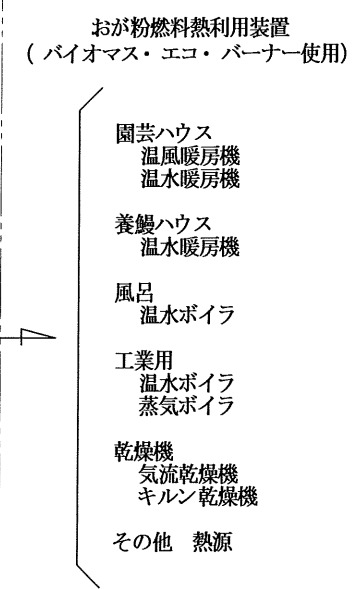 おが粉燃料熱利用装置
( バイオマス・ エコ・ バーナー使用)
園芸ハウス
温風暖房機
温水暖房機
養鰻ハウス
温水暖房機
風呂
温水ボイラ
工業用
温水ボイラ
蒸気ボイラ
乾燥機
気流乾燥機
キルン乾燥機
その他 熱源